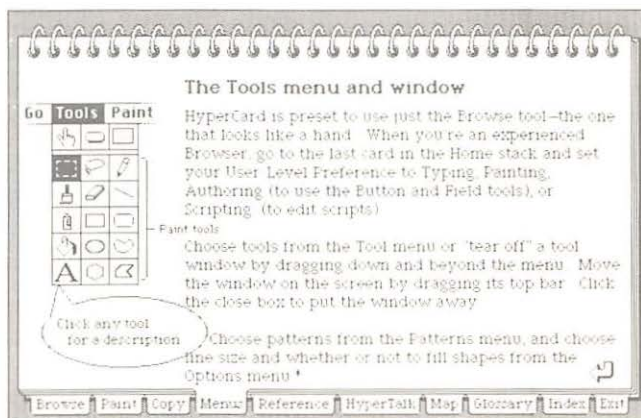 The Tools menu and window
Go Tools Paint
HyperCard is preset to use just the Browse tool—the one
that looks like a hand When you're an experienced
Browser, go to the last card in the Home stack and set
your User Level Preference to Typing, Painting,
Authoring (to use the Button and Field tools), or
Scripting (to edit scripts)
Paint tools
Choose tools from the Tool menu or "tear off" a tool
window by dragging down and beyond the menu Move
the window on the screen by dragging its top bar Click
the close box to put the window away
A
Click any tool
for a description
Choose patterns from the Patterns menu, and choose
line size and whether or not to fill shapes from the
Options menu
Browse Paint Copy Menus Reference HyperTalk Map Glossary Index Exit